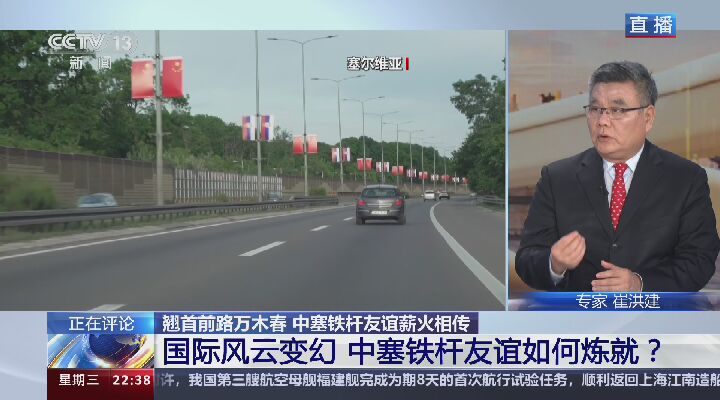 CCTV 13
新闻
直播
塞尔维亚
专家 崔洪建
正在评论
翘首前路万木春 中塞铁杆友谊薪火相传
国际风云变幻 中塞铁杆友谊如何炼就？
星期三 22:38 许，我国第三艘航空母舰福建舰完成为期8天的首次航行试验任务，顺利返回上海江南造船